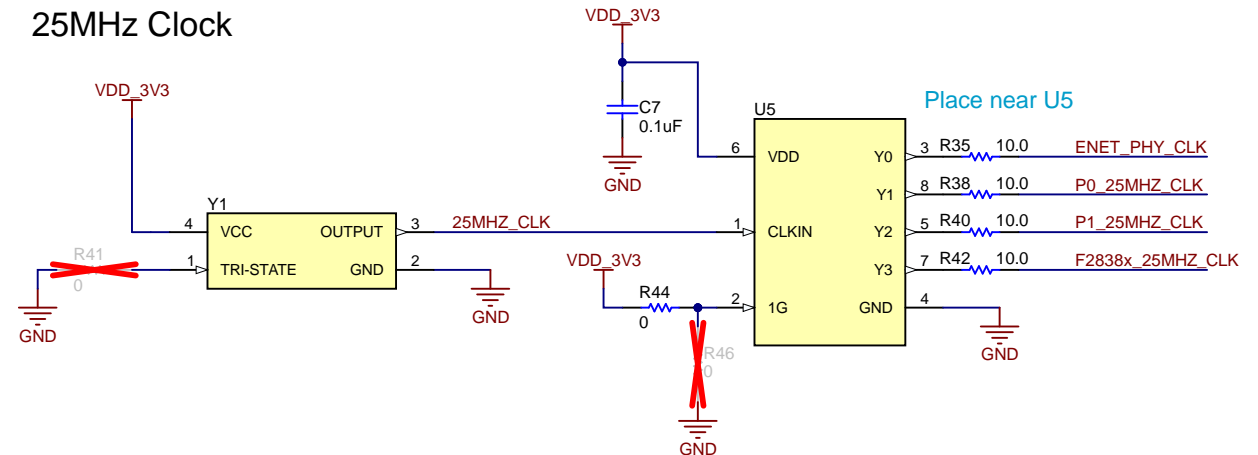 25MHz Clock
VDD_3V3
VDD_3V3
C7
0.1uF
GND
Place near U5
U5
6 VDD
1 CLKIN
2 1G
Y0 3 R35 10.0 ENET_PHY_CLK
Y1 8 R38 10.0 P0_25MHZ_CLK
Y2 5 R40 10.0 P1_25MHZ_CLK
Y3 7 R42 10.0 F2838x_25MHZ_CLK
GND 4
GND
Y1
4 VCC OUTPUT 3 25MHZ_CLK
1 TRI-STATE GND 2
R41
0
GND
GND
VDD_3V3
R44
0
R46
0
GND